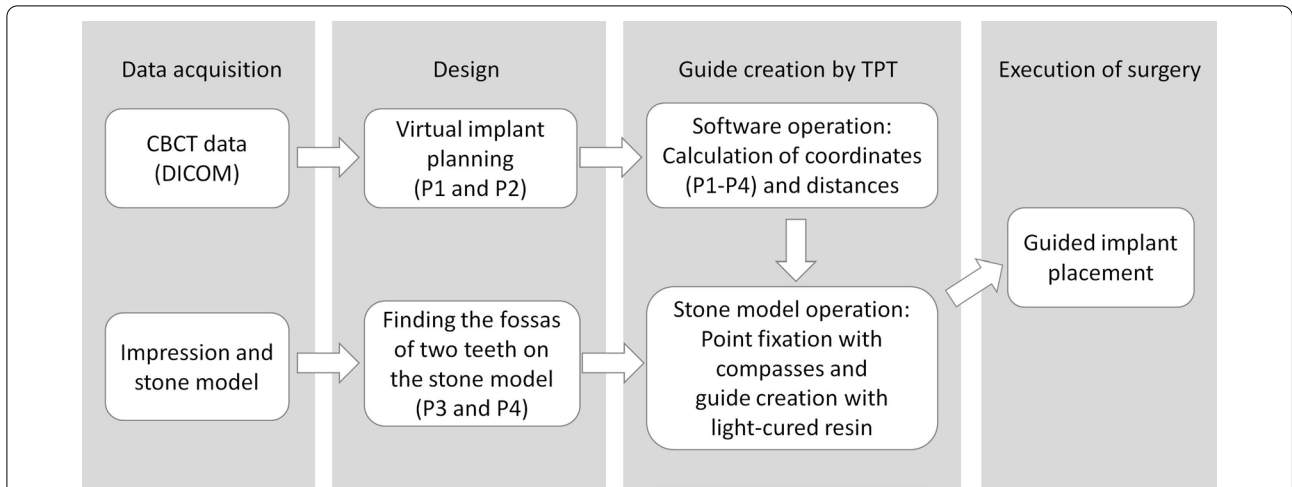 Data acquisition
CBCT data
(DICOM)
Impression and
stone model
Design
Virtual implant
planning
(P1 and P2)
Finding the fossas
of two teeth on
the stone model
(P3 and P4)
Guide creation by TPT
Software operation:
Calculation of coordinates
(P1-P4) and distances
Stone model operation:
Point fixation with
compasses and
guide creation with
light-cured resin
Execution of surgery
Guided implant
placement